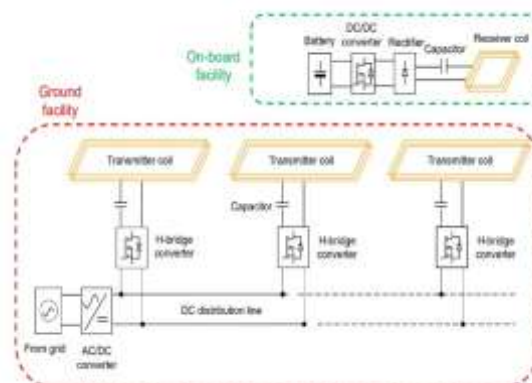 On-board
facility
Battery
DC/DC
converter
Rectifier
Capacitor
Receiver coil
Ground
facility
Transmitter coil
Transmitter coil
Transmitter coil
Capacitor
H-bridge
converter
H-bridge
converter
H-bridge
converter
DC distribution line
From grid
AC/DC
converter